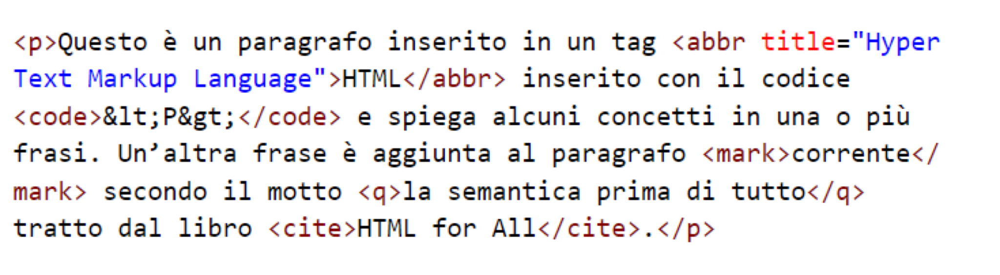 <p>Questo è un paragrafo inserito in un tag <abbr title="Hyper
Text Markup Language">HTML</abbr> inserito con il codice
<code>&lt;P&gt;</code> e spiega alcuni concetti in una o più
frasi. Un’altra frase è aggiunta al paragrafo <mark>corrente</
mark> secondo il motto <q>la semantica prima di tutto</q>
tratto dal libro <cite>HTML for All</cite>.</p>